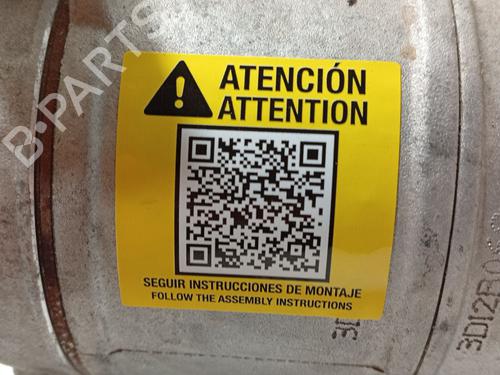 B-PARTS
ATENCIÓN
ATTENTION
SEGUIR INSTRUCCIONES DE MONTAJE
FOLLOW THE ASSEMBLY INSTRUCTIONS